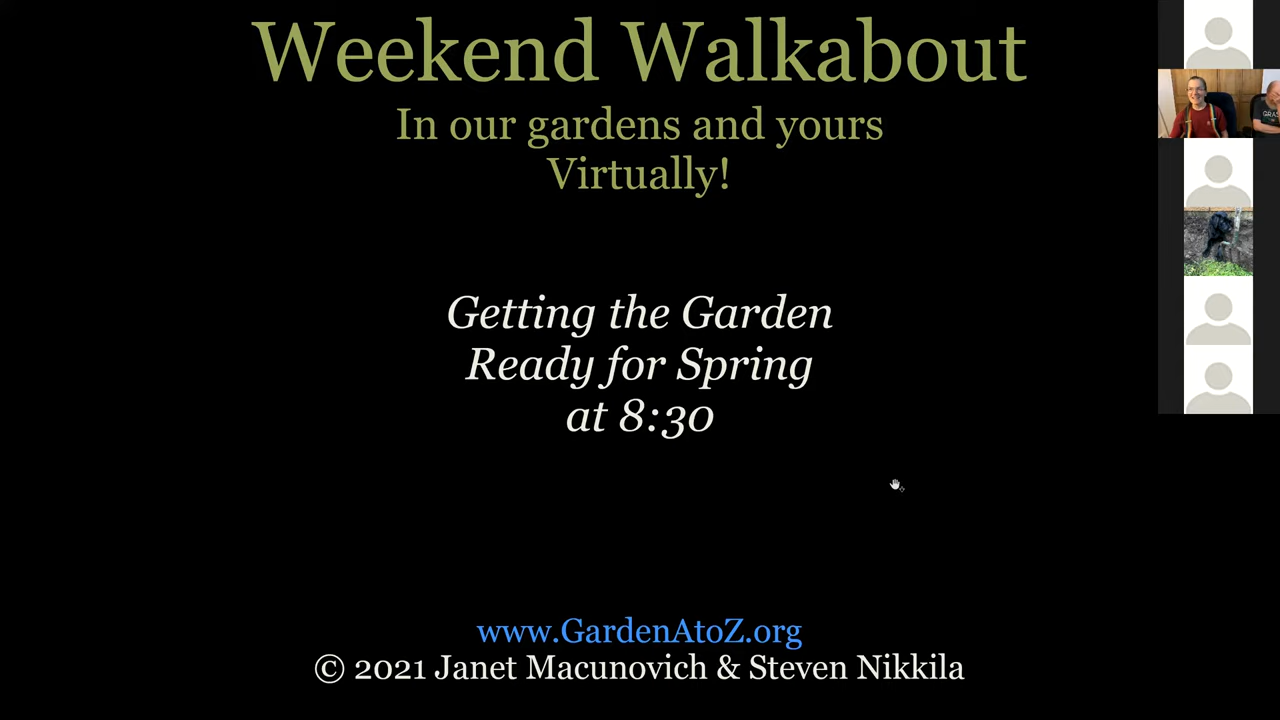 Weekend Walkabout
In our gardens and yours
Virtually!
Getting the Garden
Ready for Spring
at 8:30
www.GardenAtoZ.org
© 2021 Janet Macunovich & Steven Nikkila